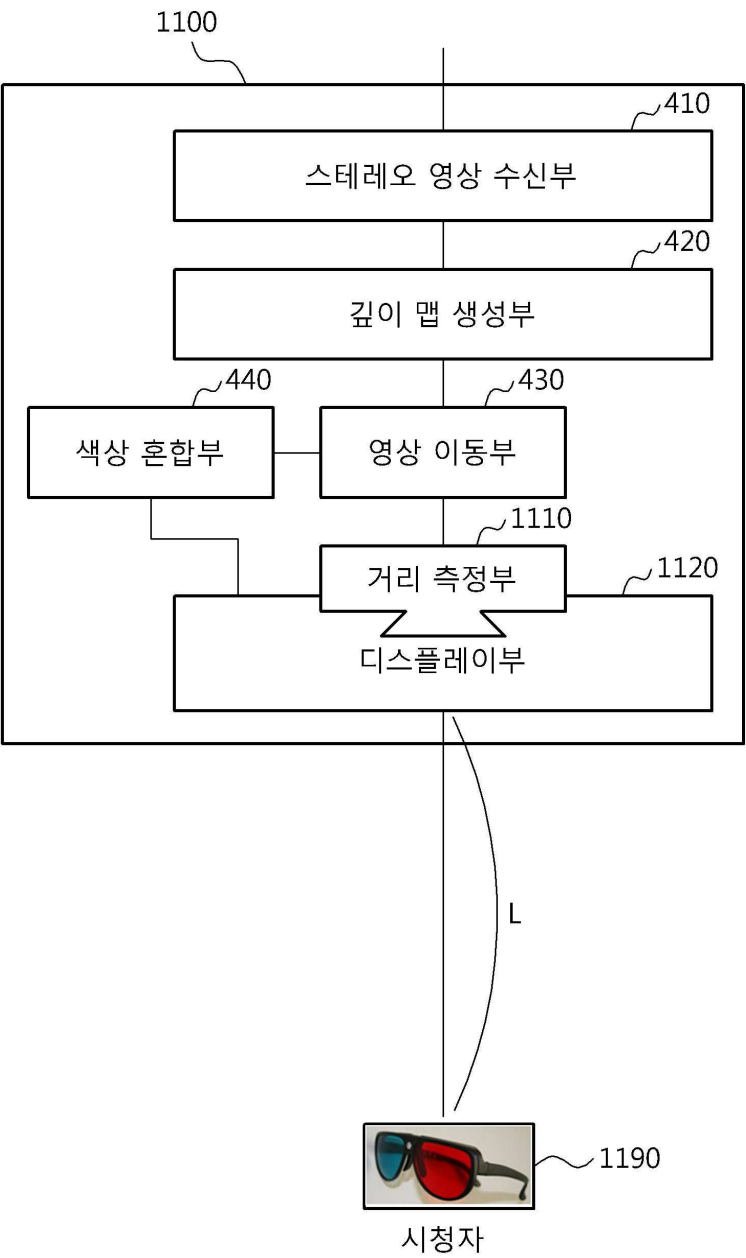 1100
410
스테레오 영상 수신부
420
깊이 맵 생성부
440
430
색상 혼합부
영상 이동부
1110
거리 측정부
1120
디스플레이부
L
1190
시청자